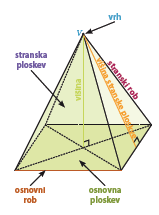 vrh
V
stranska
ploskev
stranski rob
višina stranske ploskve
višina
osnovni
rob
osnovna
ploskev